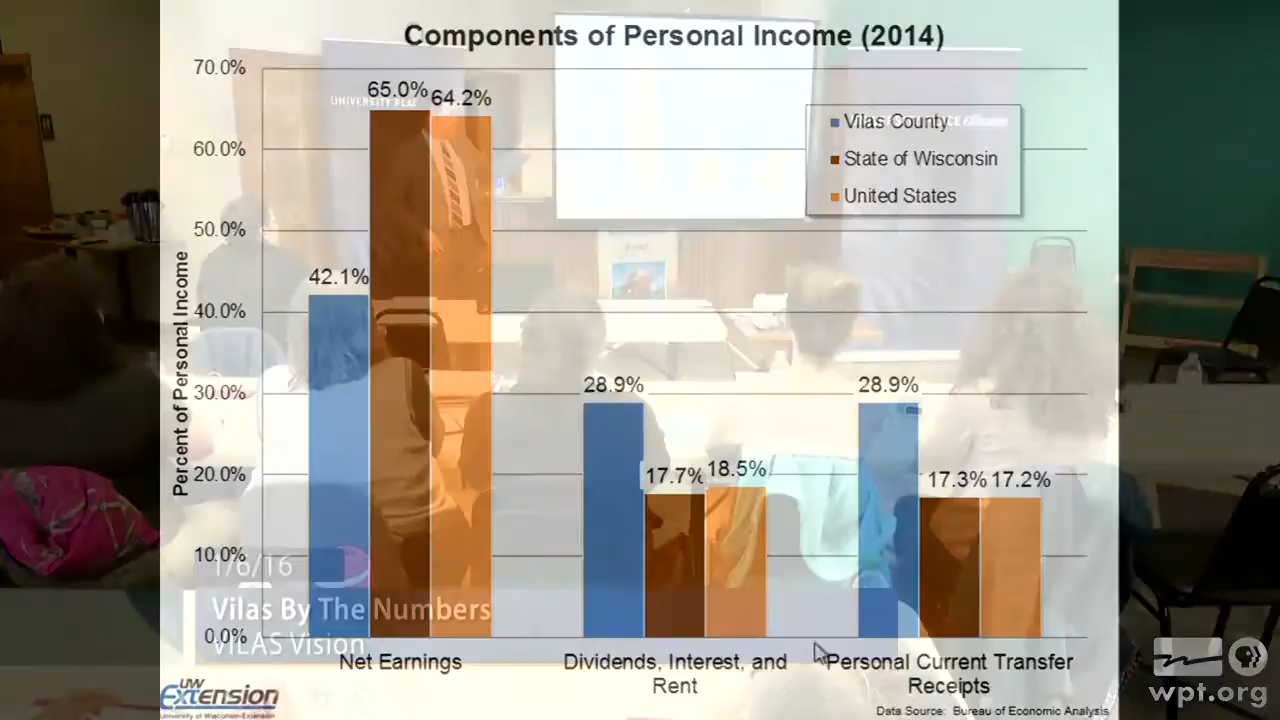 Components of Personal Income (2014)
70.0%
60.0%
50.0%
40.0%
30.0%
20.0%
10.0%
0.0%
Percent of Personal Income
65.0%
64.2%
42.1%
28.9%
17.7%
18.5%
28.9%
17.3%
17.2%
Vilas County
State of Wisconsin
United States
UNIVERSITY PLACE
Net Earnings
Dividends, Interest, and
Rent
Personal Current Transfer
Receipts
1/6/16
Vilas By The Numbers
VILAS Vision
UW
Extension
University of Wisconsin-Extension
Data Source: Bureau of Economic Analysis
PBS
wpt.org